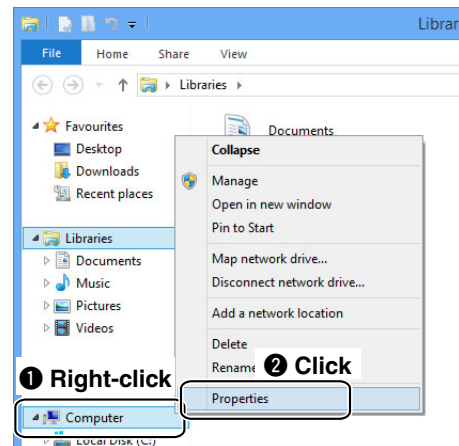 Librar
File Home Share View
Libraries
Favourites
Desktop
Downloads
Recent places
Libraries
Documents
Music
Pictures
Videos
Computer
Local Disk (C:)
Documents
Collapse
Manage
Open in new window
Pin to Start
Map network drive...
Disconnect network drive...
Add a network location
Delete
Rename
Properties
❶ Right-click
❷ Click